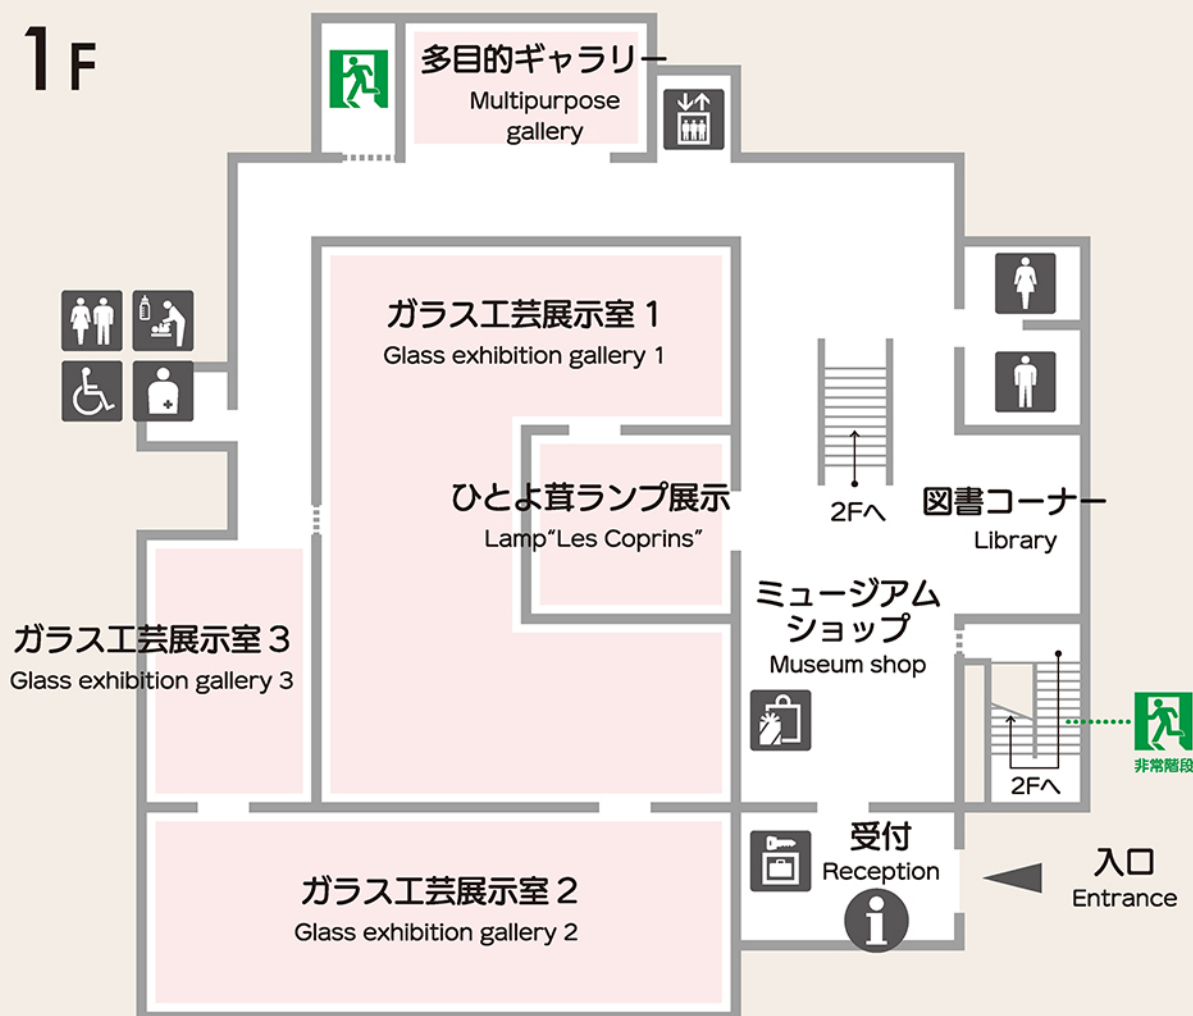 1F
多目的ギャラリー
Multipurpose
gallery
ガラス工芸展示室 1
Glass exhibition gallery 1
ひとよ茸ランプ展示
Lamp“Les Coprins”
2Fへ
図書コーナー
Library
ミュージアム
ショップ
Museum shop
ガラス工芸展示室 3
Glass exhibition gallery 3
非常階段
2Fへ
受付
Reception
入口
Entrance
ガラス工芸展示室 2
Glass exhibition gallery 2